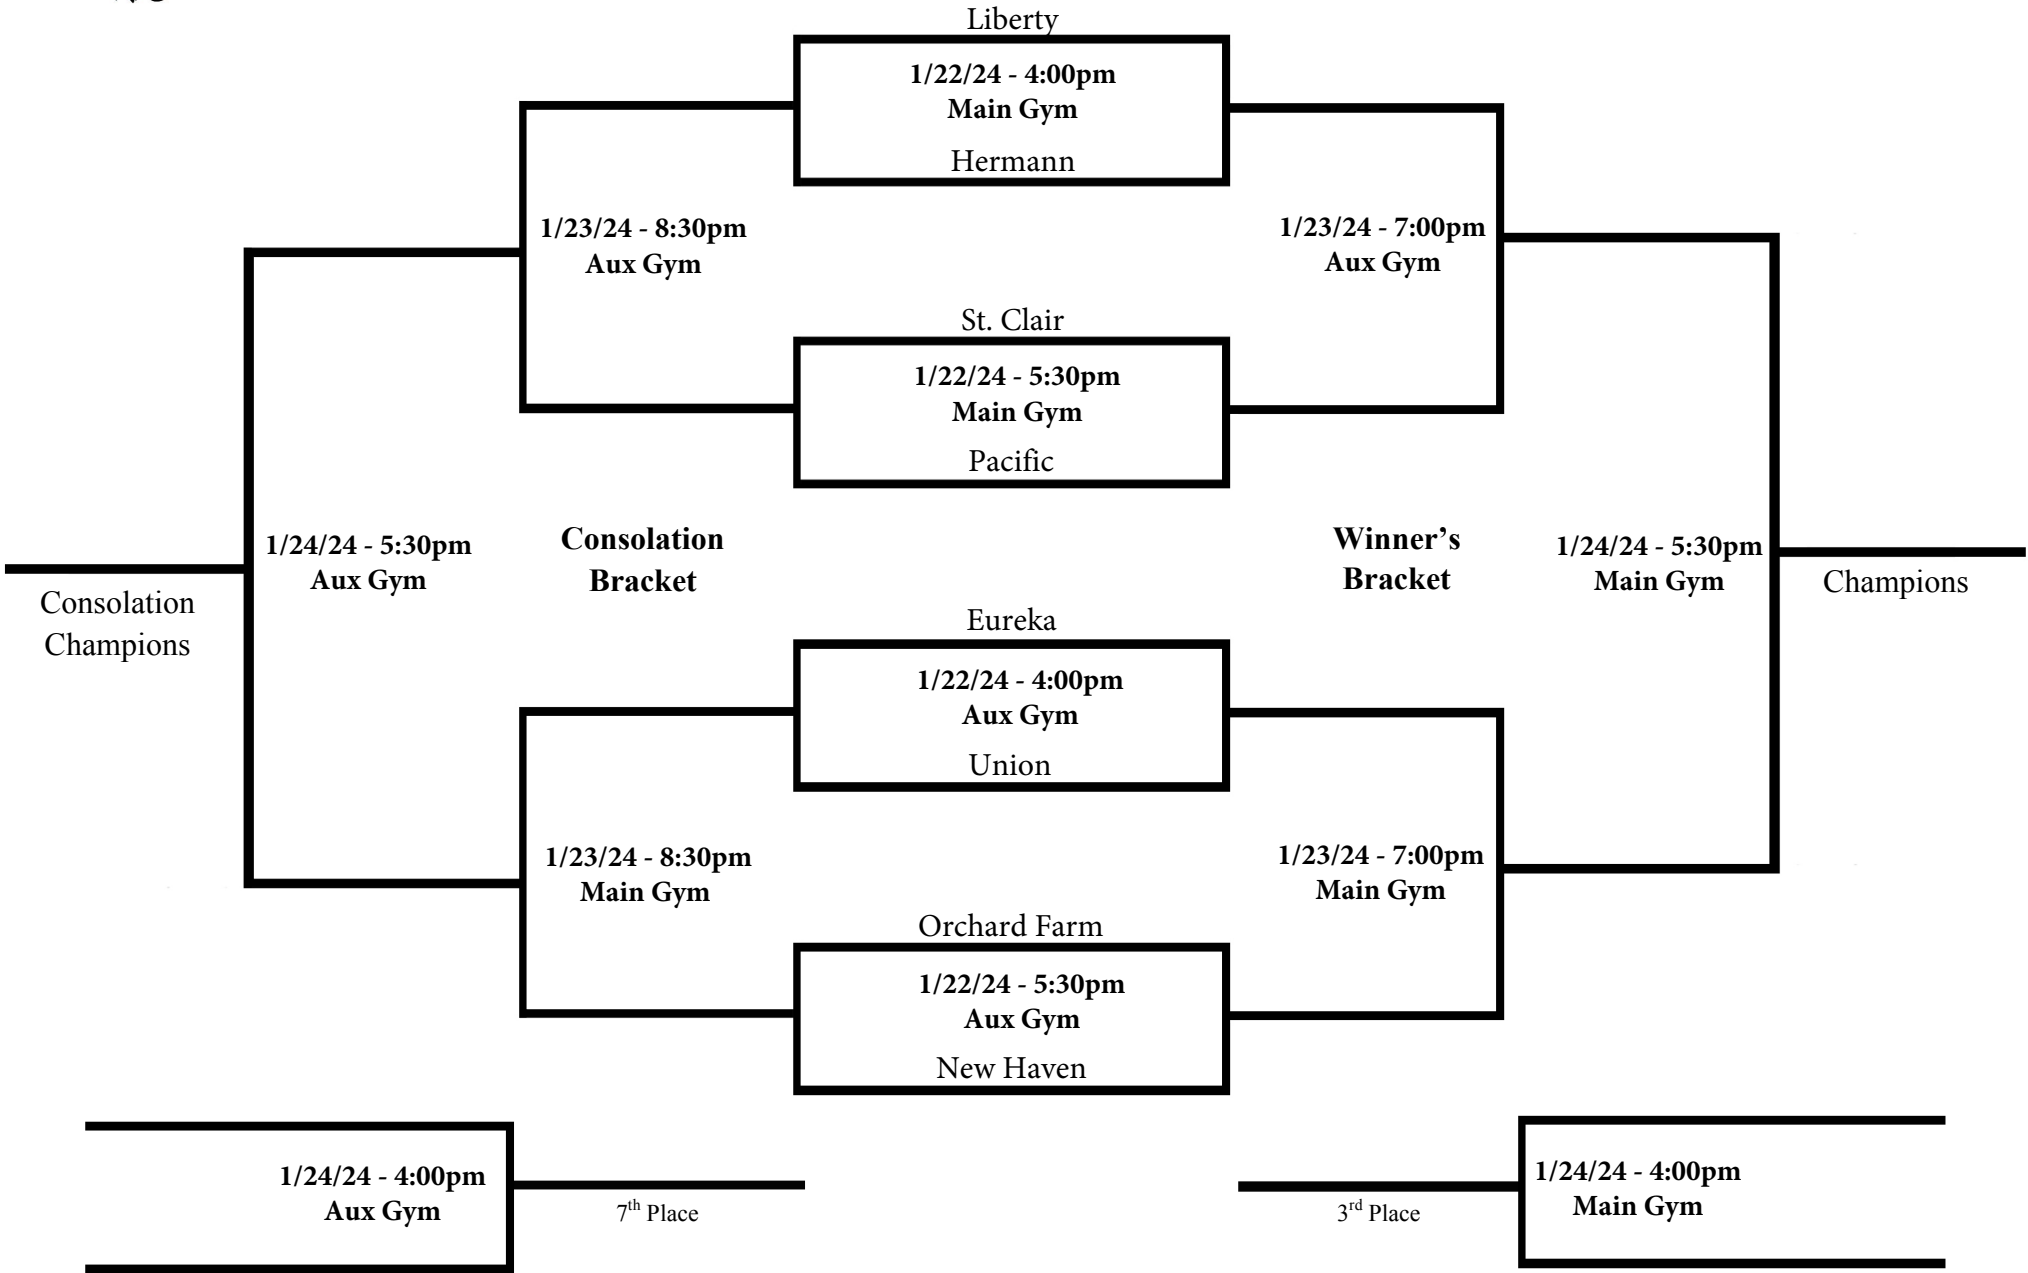 Liberty
1/22/24 - 4:00pm
Main Gym
Hermann
1/23/24 - 8:30pm
Aux Gym
1/23/24 - 7:00pm
Aux Gym
St. Clair
1/22/24 - 5:30pm
Main Gym
Pacific
Consolation
Bracket
Winner's
Bracket
1/24/24 - 5:30pm
Aux Gym
1/24/24 - 5:30pm
Main Gym
Consolation
Champions
Champions
Eureka
1/22/24 - 4:00pm
Aux Gym
Union
1/23/24 - 8:30pm
Main Gym
1/23/24 - 7:00pm
Main Gym
Orchard Farm
1/22/24 - 5:30pm
Aux Gym
New Haven
1/24/24 - 4:00pm
Aux Gym
7th Place
3rd Place
1/24/24 - 4:00pm
Main Gym